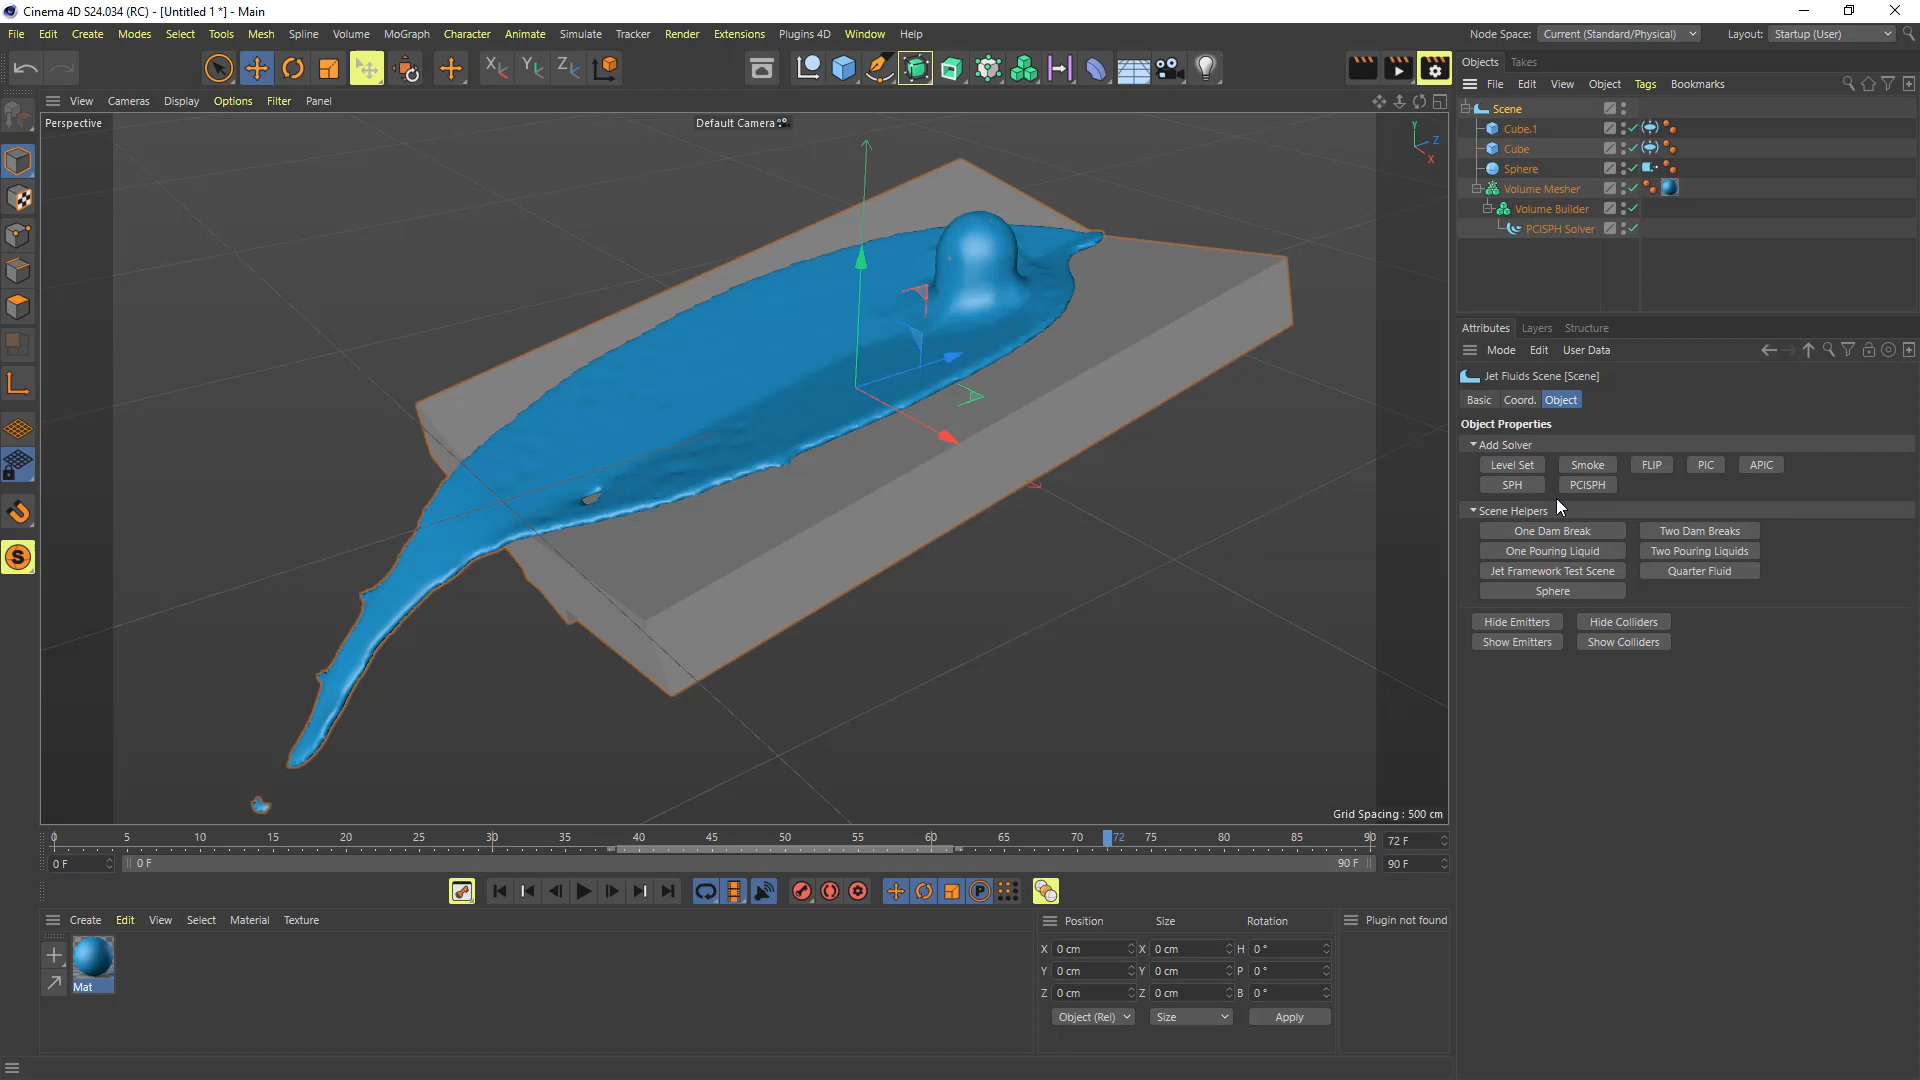 Cinema 4D S24.034 (RC) - [Untitled 1 *] - Main
File Edit Create Modes Select Tools Mesh Spline Volume MoGraph Character Animate Simulate Tracker Render Extensions Plugins 4D Window Help
Node Space: Current (Standard/Physical) Layout: Startup (User)
View Cameras Display Options Filter Panel
Perspective
Default Camera
Y
Z
X
Grid Spacing : 500 cm
Objects Takes
File Edit View Object Tags Bookmarks
Scene
Cube.1
Cube
Sphere
Volume Mesher
Volume Builder
PCISPH Solver
Attributes Layers Structure
Mode Edit User Data
Jet Fluids Scene [Scene]
Basic Coord. Object
Object Properties
Add Solver
Level Set Smoke FLIP PIC APIC
SPH PCISPH
Scene Helpers
One Dam Break Two Dam Breaks
One Pouring Liquid Two Pouring Liquids
Jet Framework Test Scene Quarter Fluid
Sphere
Hide Emitters Hide Colliders
Show Emitters Show Colliders
0 5 10 15 20 25 30 35 40 45 50 55 60 65 70 72 75 80 85 90 72 F
0 F 0 F 90 F 90 F
Create Edit View Select Material Texture
Mat
Position Size Rotation
X 0 cm X 0 cm H 0 °
Y 0 cm Y 0 cm P 0 °
Z 0 cm Z 0 cm B 0 °
Object (Rel) Size Apply
Plugin not found